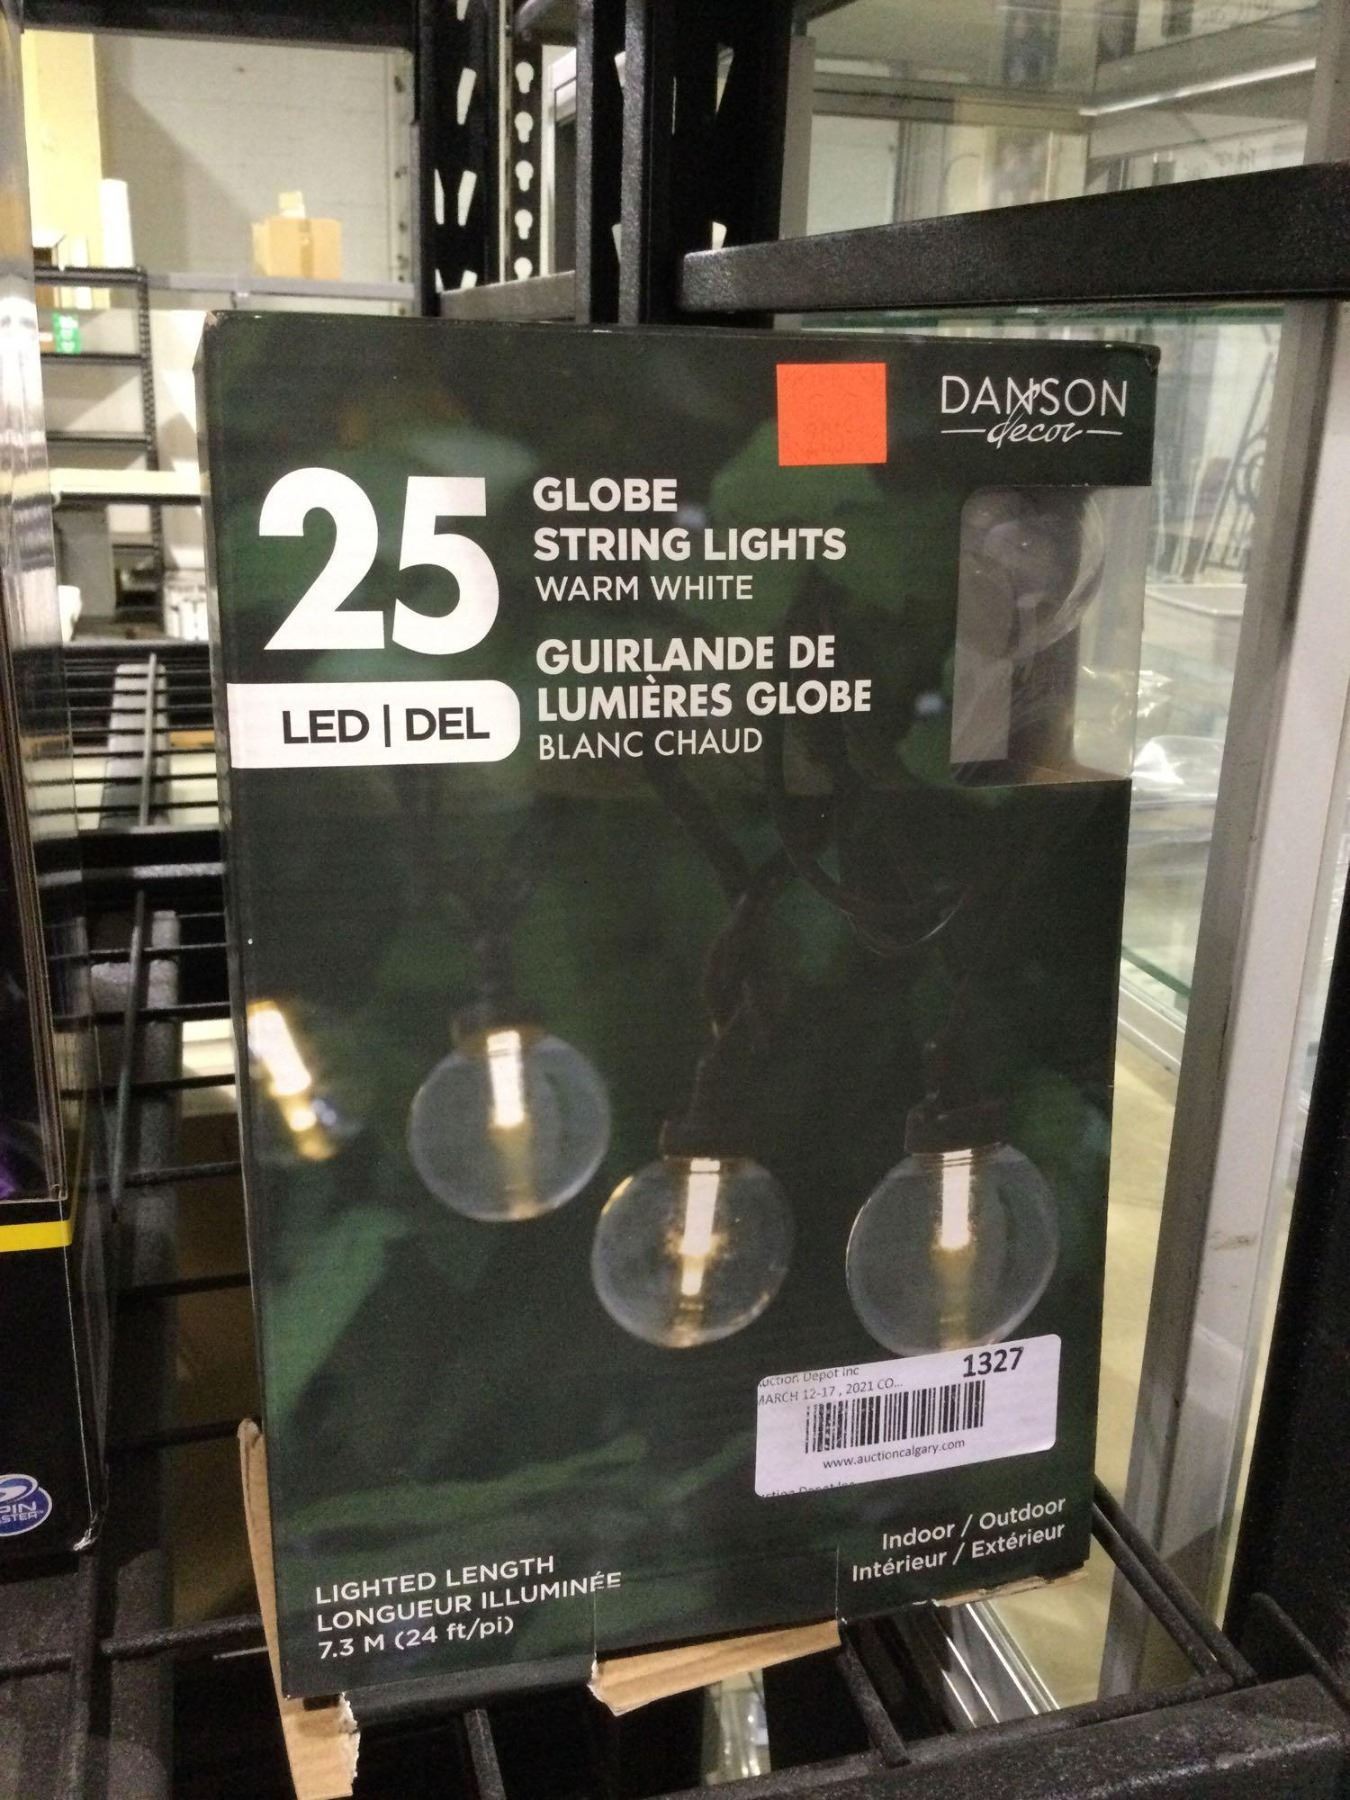 DANSON
decor
25
GLOBE
STRING LIGHTS
WARM WHITE
GUIRLANDE DE
LUMIÈRES GLOBE
BLANC CHAUD
LED | DEL
Auction Depot Inc
MARCH 12-17, 2021 CO...
1327
www.auctioncalgary.com
Indoor / Outdoor
Intérieur / Extérieur
LIGHTED LENGTH
LONGUEUR ILLUMINÉE
7.3 M (24 ft/pi)
SPIN
MASTER